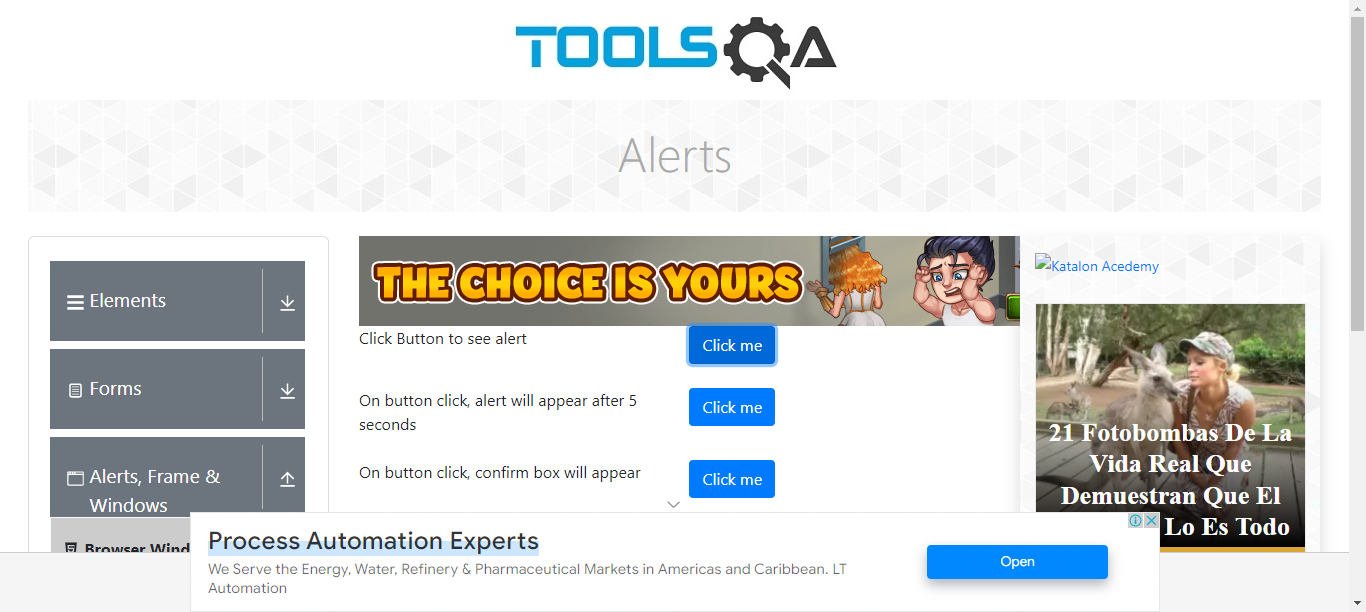 TOOLSQA
Alerts
Elements
Forms
Alerts, Frame &
Windows
Browser Wind
THE CHOICE IS YOURS
Click Button to see alert
Click me
On button click, alert will appear after 5
seconds
Click me
On button click, confirm box will appear
Click me
Katalon Acedemy
21 Fotobombas De La
Vida Real Que
Demuestran Que El
Lo Es Todo
Process Automation Experts
We Serve the Energy, Water, Refinery & Pharmaceutical Markets in Americas and Caribbean. LT
Automation
Open